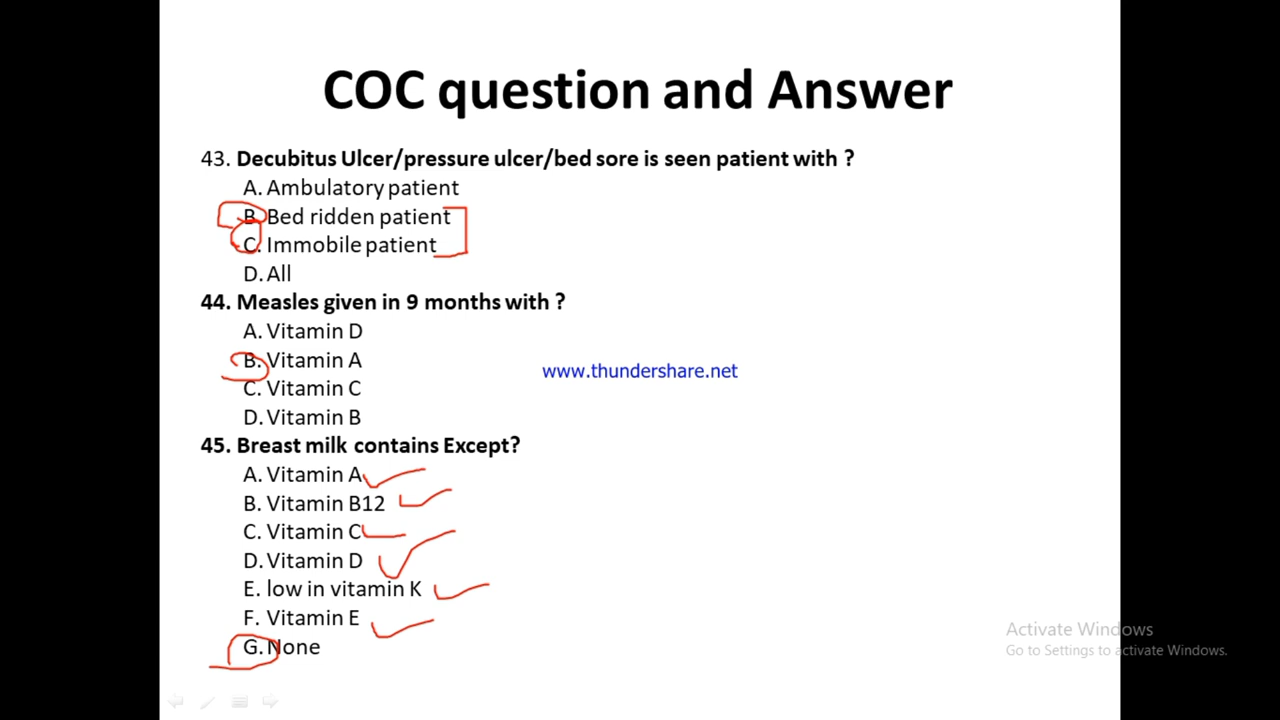 COC question and Answer
43. Decubitus Ulcer/pressure ulcer/bed sore is seen patient with ?
A. Ambulatory patient
B. Bed ridden patient
C. Immobile patient
D. All
44. Measles given in 9 months with ?
A. Vitamin D
B. Vitamin A
C. Vitamin C
D. Vitamin B
www.thundershare.net
45. Breast milk contains Except?
A. Vitamin A
B. Vitamin B12
C. Vitamin C
D. Vitamin D
E. low in vitamin K
F. Vitamin E
G. None
Activate Windows
Go to Settings to activate Windows.